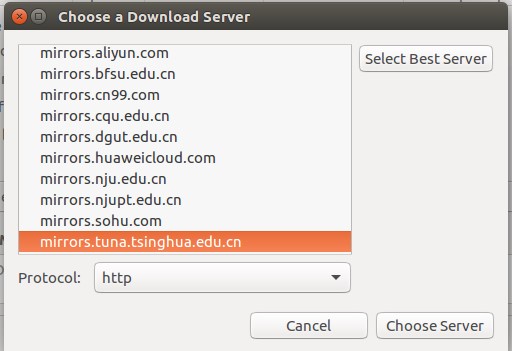 Choose a Download Server
mirrors.aliyun.com
Select Best Server
mirrors.bfsu.edu.cn
mirrors.cn99.com
mirrors.cqu.edu.cn
mirrors.dgut.edu.cn
mirrors.huaweicloud.com
mirrors.nju.edu.cn
mirrors.njupt.edu.cn
mirrors.sohu.com
mirrors.tuna.tsinghua.edu.cn
Protocol: http
Cancel Choose Server